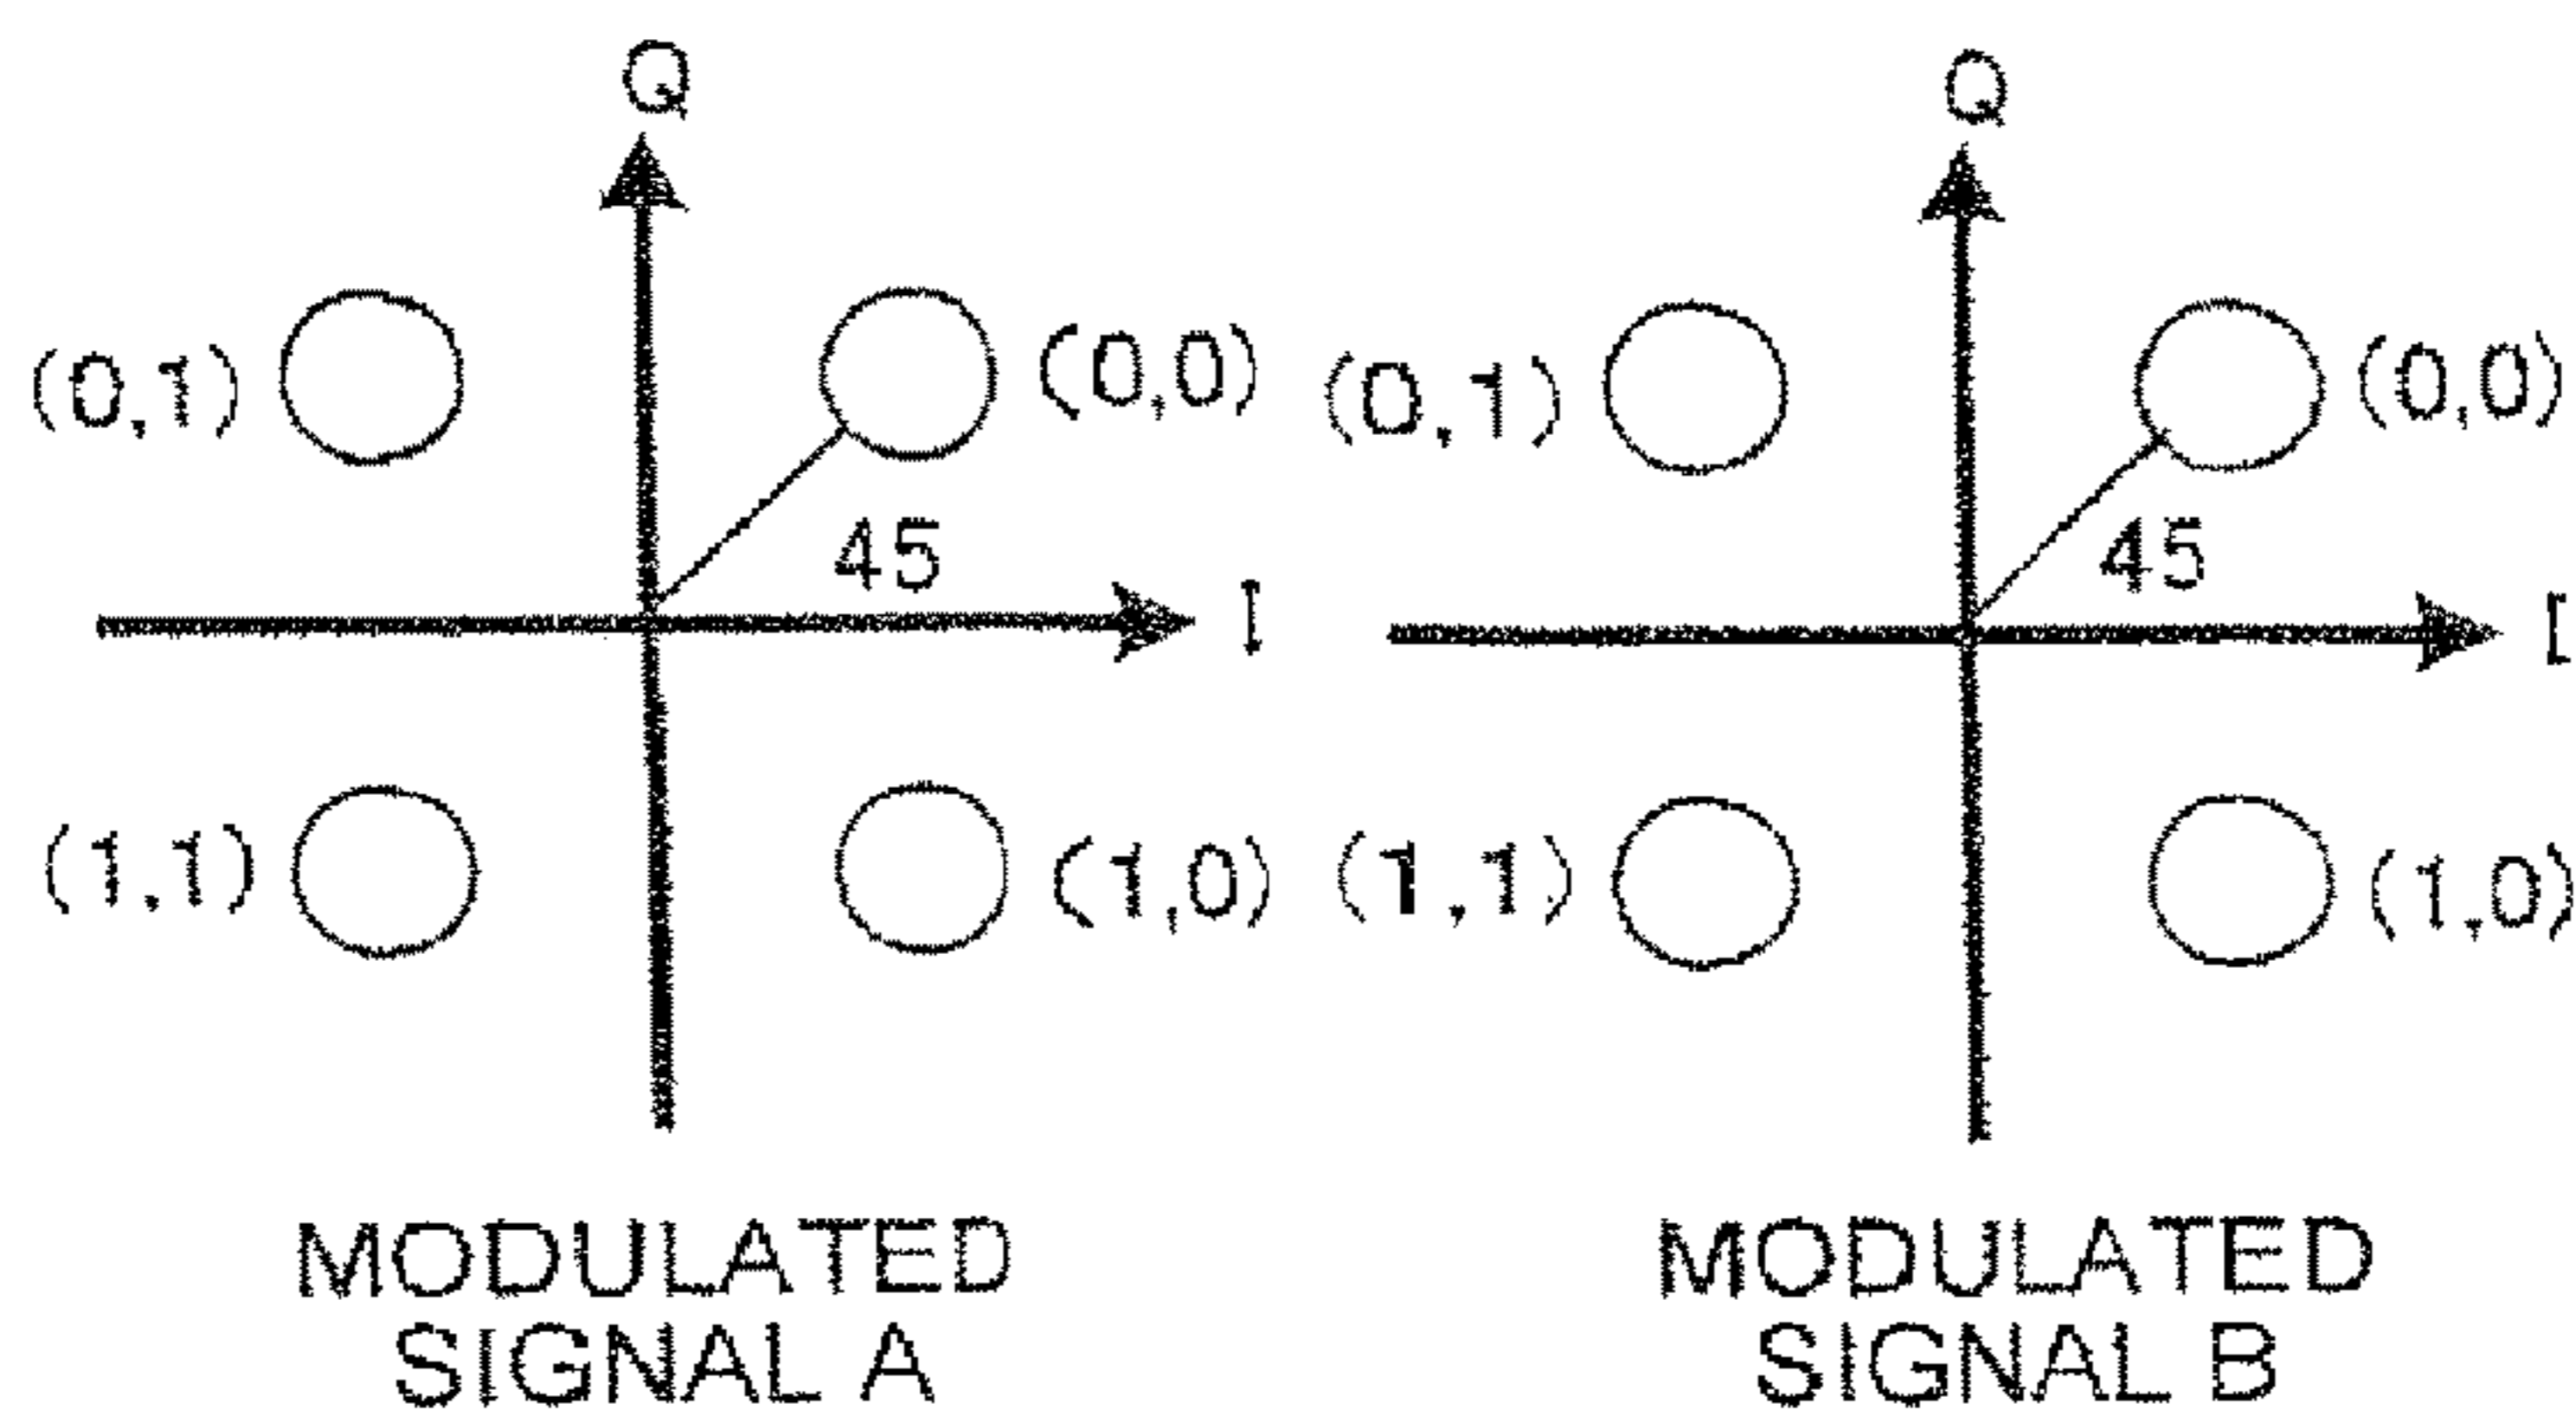 Q Q
(0,1) (0,0) (0,1) (0,0)
45 45
I I
(1,1) (1,0) (1,1) (1,0)
MODULATED MODULATED
SIGNAL A SIGNAL B